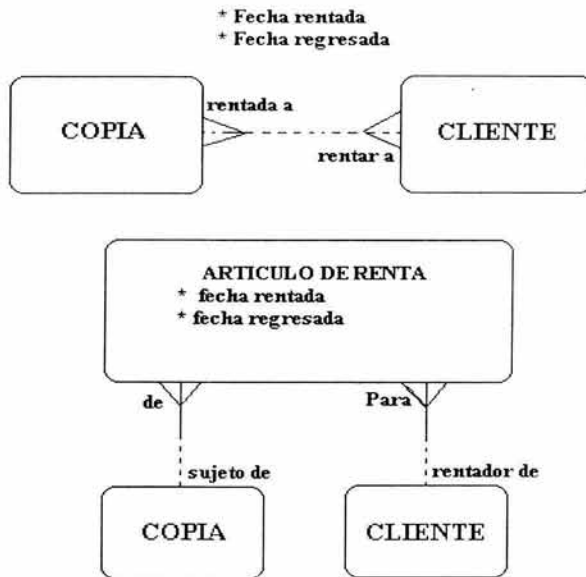 * Fecha rentada
* Fecha regresada
rentada a
COPIA
CLIENTE
rentar a
ARTICULO DE RENTA
* fecha rentada
* fecha regresada
de
Para
sujeto de
rentador de
COPIA
CLIENTE